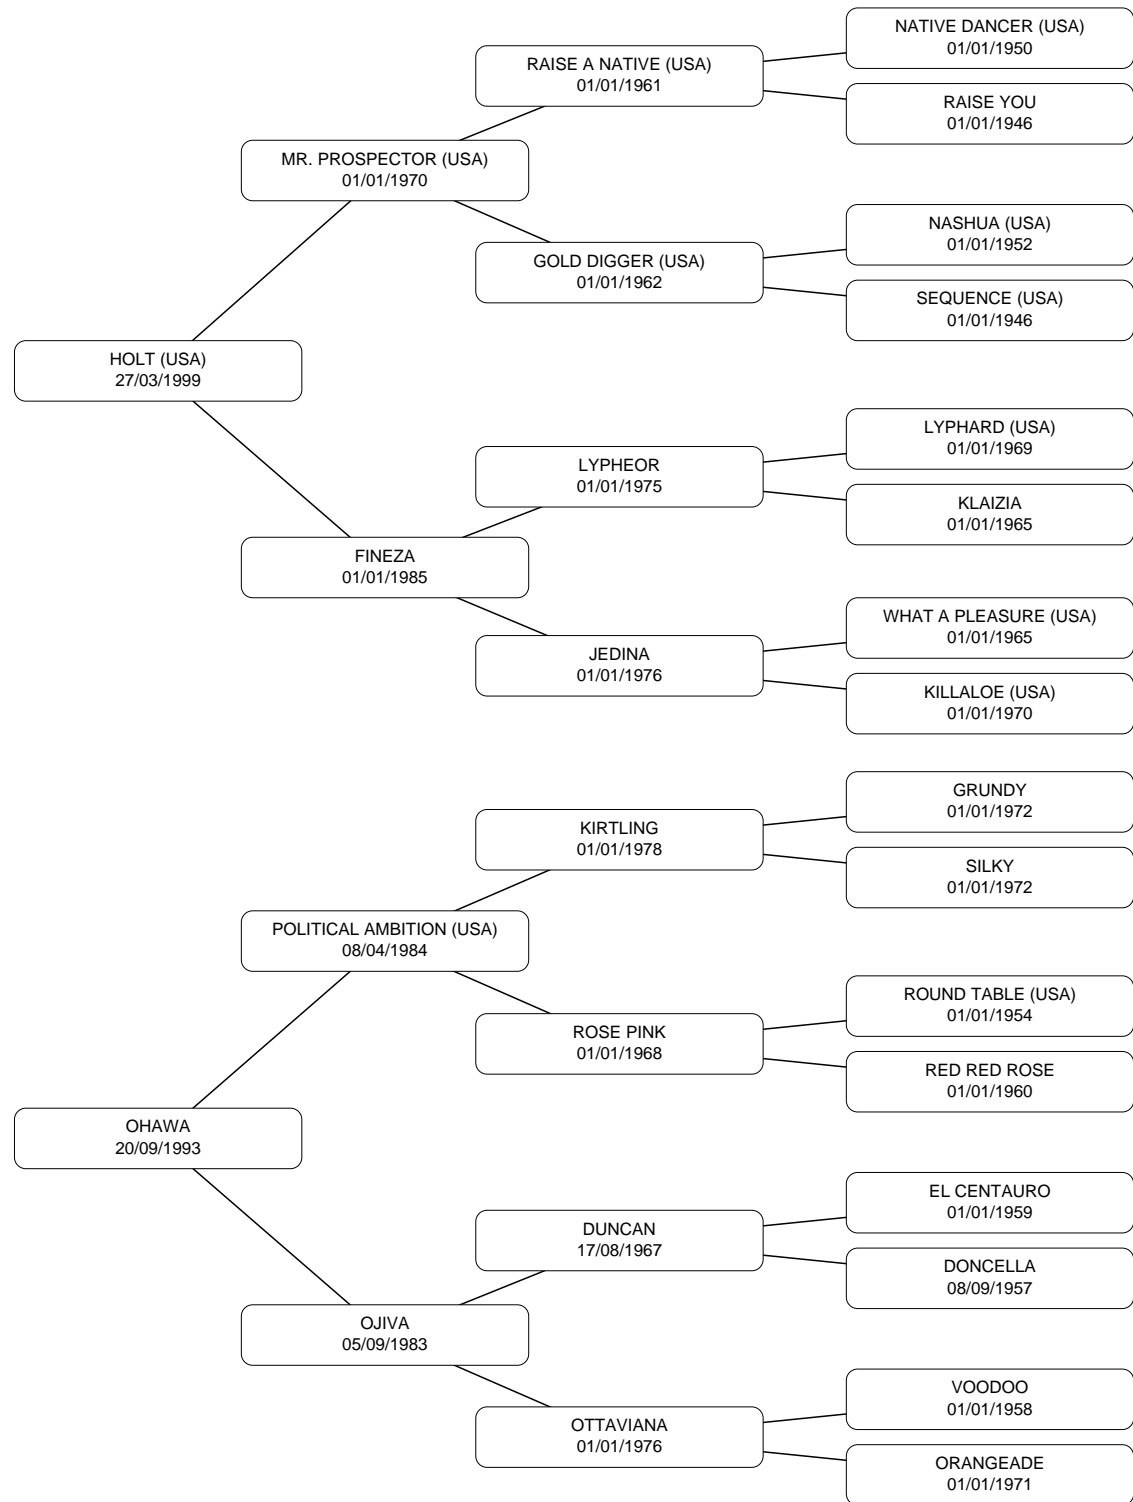 NATIVE DANCER (USA)
01/01/1950
RAISE A NATIVE (USA)
01/01/1961
RAISE YOU
01/01/1946
MR. PROSPECTOR (USA)
01/01/1970
NASHUA (USA)
01/01/1952
GOLD DIGGER (USA)
01/01/1962
SEQUENCE (USA)
01/01/1946
HOLT (USA)
27/03/1999
LYPHARD (USA)
01/01/1969
LYPHEOR
01/01/1975
KLAIZIA
01/01/1965
FINEZA
01/01/1985
WHAT A PLEASURE (USA)
01/01/1965
JEDINA
01/01/1976
KILLALOE (USA)
01/01/1970
GRUNDY
01/01/1972
KIRTLING
01/01/1978
SILKY
01/01/1972
POLITICAL AMBITION (USA)
08/04/1984
ROUND TABLE (USA)
01/01/1954
ROSE PINK
01/01/1968
RED RED ROSE
01/01/1960
OHAWA
20/09/1993
EL CENTAURO
01/01/1959
DUNCAN
17/08/1967
DONCELLA
08/09/1957
OJIVA
05/09/1983
VOODOO
01/01/1958
OTTAVIANA
01/01/1976
ORANGEADE
01/01/1971